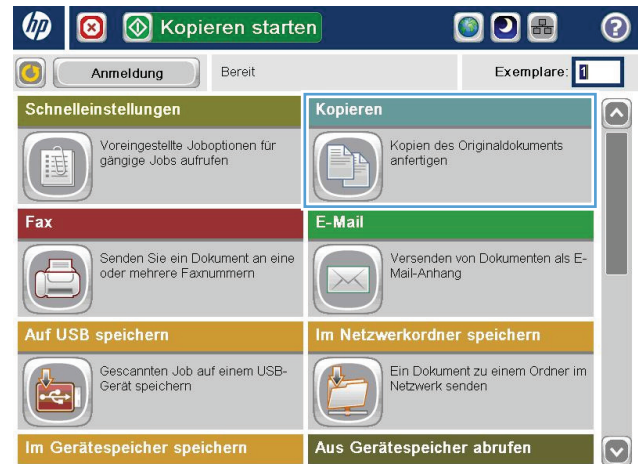 hp
Kopieren starten
?
Anmeldung
Bereit
Exemplare: 1
Schnelleinstellungen
Voreingestellte Joboptionen für
gängige Jobs aufrufen
Kopieren
Kopien des Originaldokuments
anfertigen
Fax
Senden Sie ein Dokument an eine
oder mehrere Faxnummern
E-Mail
Versenden von Dokumenten als E-
Mail-Anhang
Auf USB speichern
Gescannten Job auf einem USB-
Gerät speichern
Im Netzwerkordner speichern
Ein Dokument zu einem Ordner im
Netzwerk senden
Im Gerätespeicher speichern
Aus Gerätespeicher abrufen